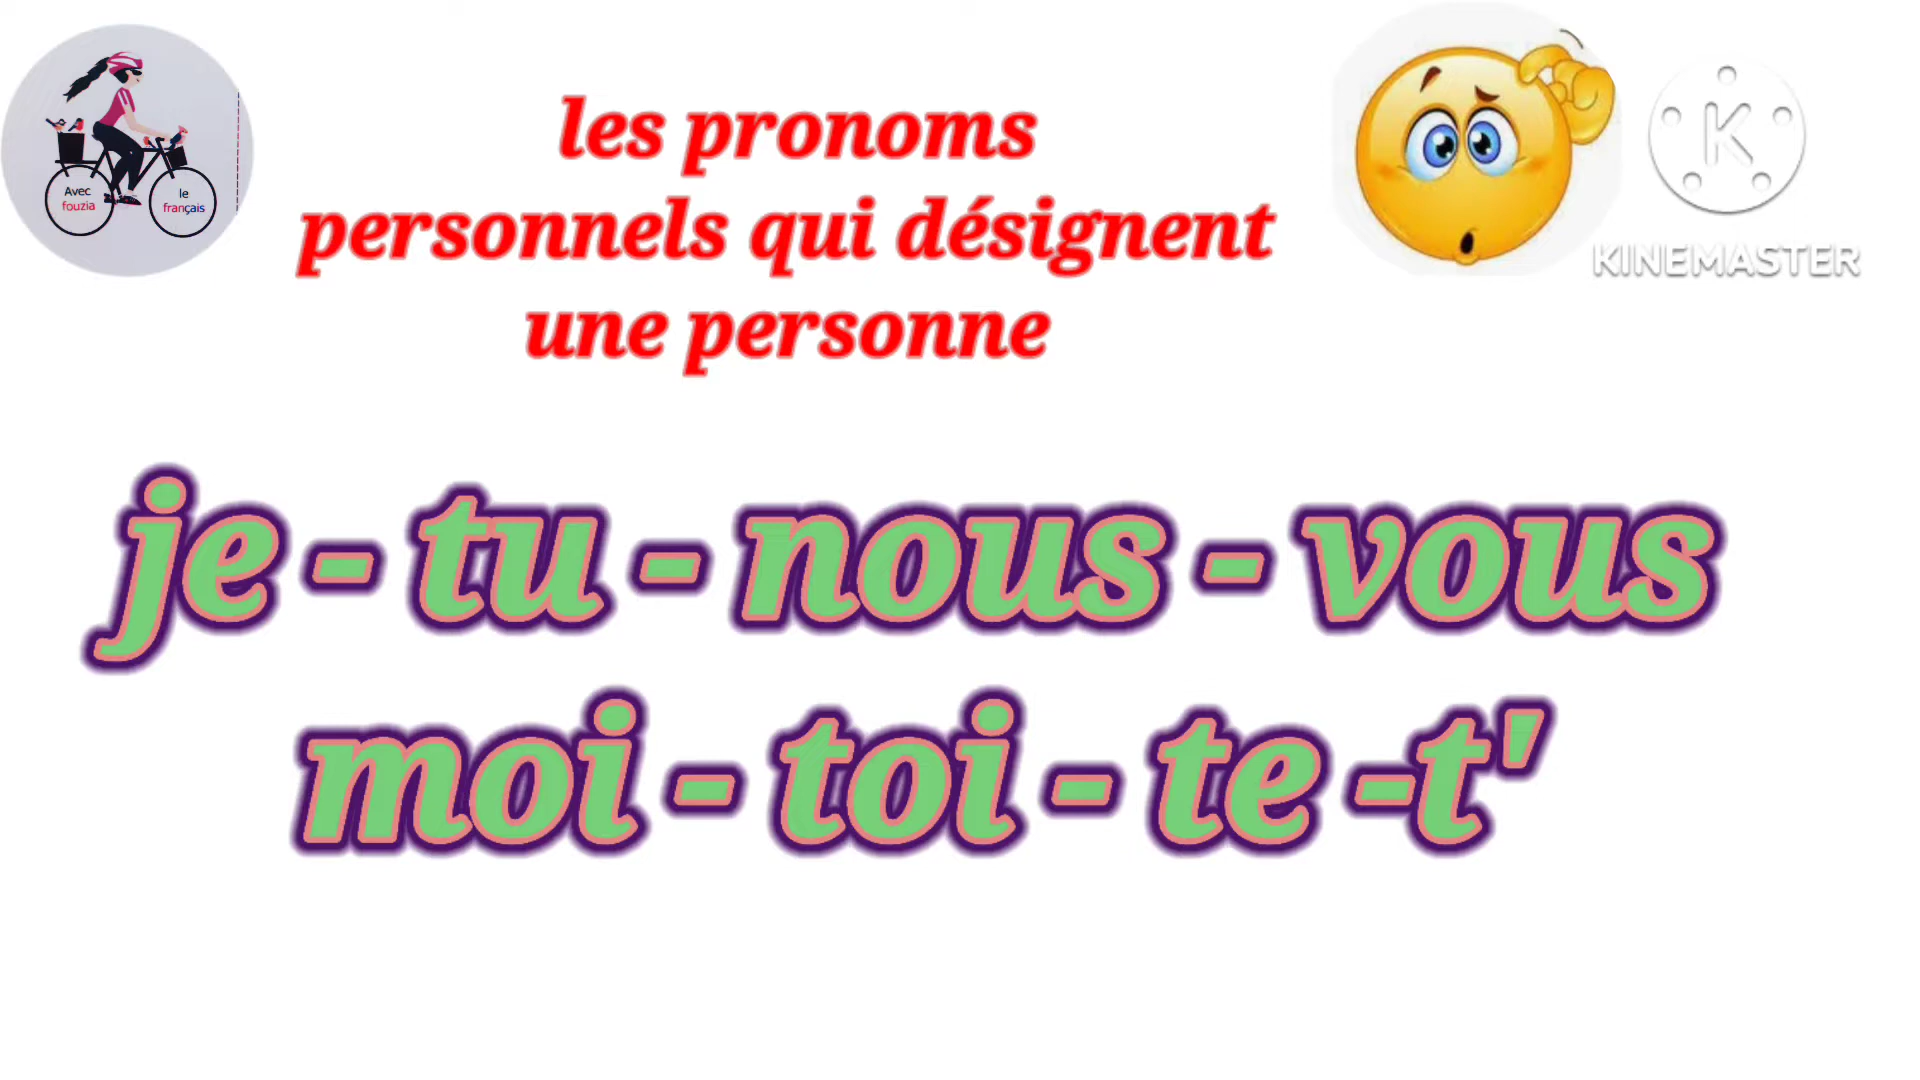 Avec
fouzia
le
français
les pronoms
personnels qui désignent
une personne
K
KINEMASTER
je - tu - nous - vous
moi - toi - te -t'